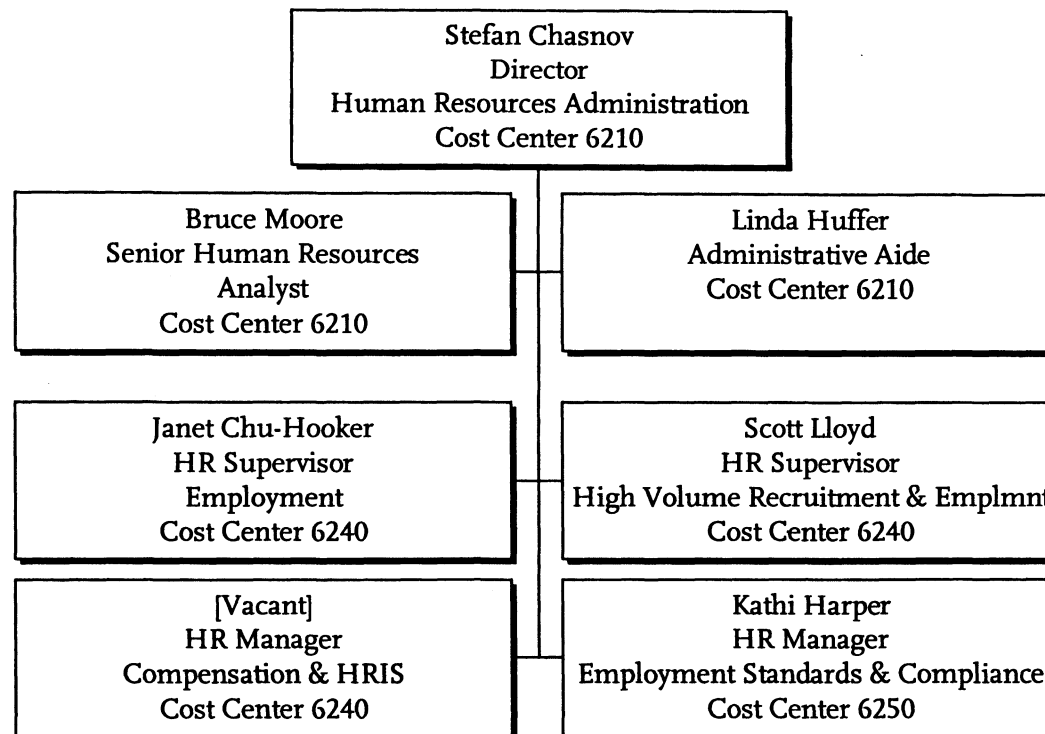 Stefan Chasnov
Director
Human Resources Administration
Cost Center 6210
Bruce Moore
Senior Human Resources
Analyst
Cost Center 6210
Linda Huffer
Administrative Aide
Cost Center 6210
Janet Chu-Hooker
HR Supervisor
Employment
Cost Center 6240
Scott Lloyd
HR Supervisor
High Volume Recruitment & Emplmnt
Cost Center 6240
[Vacant]
HR Manager
Compensation & HRIS
Cost Center 6240
Kathi Harper
HR Manager
Employment Standards & Compliance
Cost Center 6250